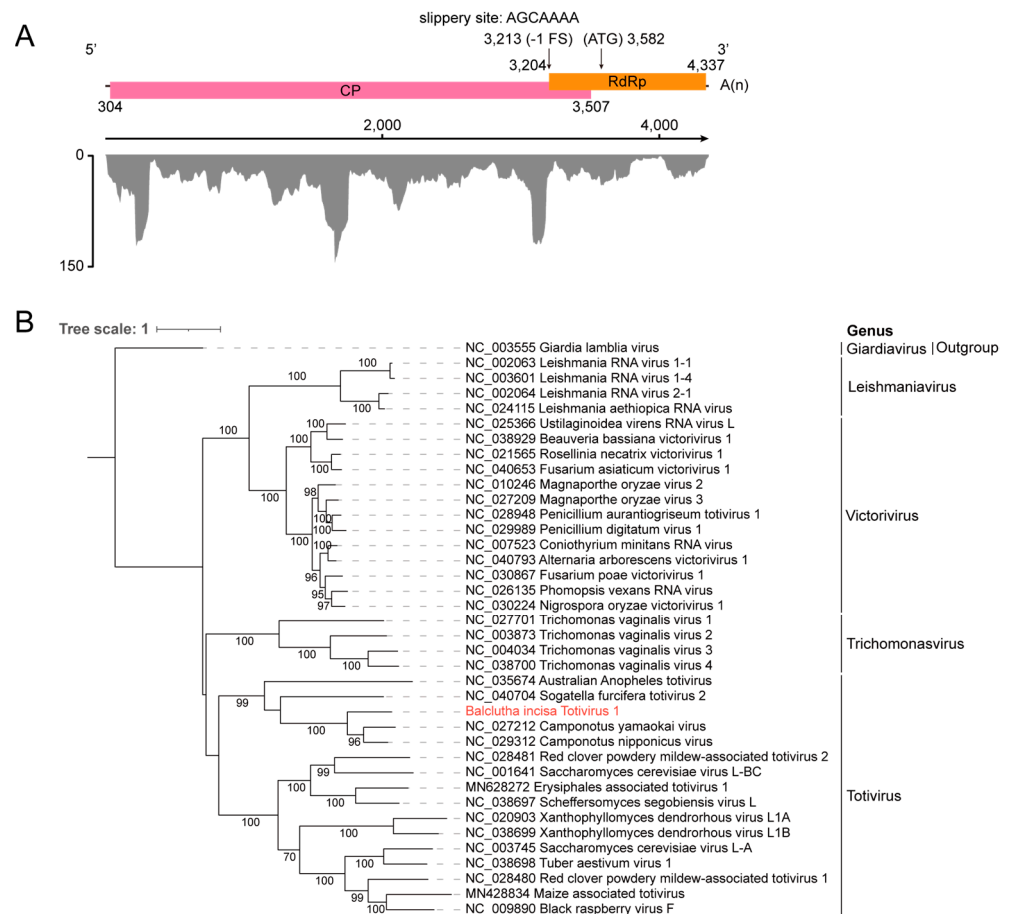 A
slippery site: AGCAAAA
3,213 (-1 FS) (ATG) 3,582
5’ 3’
3,204 4,337
CP RdRp A(n)
304 3,507
2,000 4,000
0
150
B
Tree scale: 1
Genus
NC_003555 Giardia lamblia virus Giardiavirus Outgroup
100 NC_002063 Leishmania RNA virus 1-1
100 NC_003601 Leishmania RNA virus 1-4
Leishmaniavirus
NC_002064 Leishmania RNA virus 2-1
100 NC_024115 Leishmania aethiopica RNA virus
100 100 NC_025366 Ustilaginoidea virens RNA virus L
100 NC_038929 Beauveria bassiana victorivirus 1
NC_021565 Rosellinia necatrix victorivirus 1
100 NC_040653 Fusarium asiaticum victorivirus 1
98 NC_010246 Magnaporthe oryzae virus 2
100 NC_027209 Magnaporthe oryzae virus 3
100 NC_028948 Penicillium aurantiogriseum totivirus 1
Victorivirus
100 NC_029989 Penicillium digitatum virus 1
100 100 NC_007523 Coniothyrium minitans RNA virus
NC_040793 Alternaria arborescens victorivirus 1
96 NC_030867 Fusarium poae victorivirus 1
95 NC_026135 Phomopsis vexans RNA virus
97 NC_030224 Nigrospora oryzae victorivirus 1
NC_027701 Trichomonas vaginalis virus 1
100 NC_003873 Trichomonas vaginalis virus 2
Trichomonasvirus
100 NC_004034 Trichomonas vaginalis virus 3
100 NC_038700 Trichomonas vaginalis virus 4
NC_035674 Australian Anopheles totivirus
99 NC_040704 Sogatella furcifera totivirus 2
Balclutha incisa Totivirus 1
100 NC_027212 Camponotus yamaokai virus
96 NC_029312 Camponotus nipponicus virus
NC_028481 Red clover powdery mildew-associated totivirus 2
99 NC_001641 Saccharomyces cerevisiae virus L-BC
100 MN628272 Erysiphales associated totivirus 1
Totivirus
100 NC_038697 Scheffersomyces segobiensis virus L
100 NC_020903 Xanthophyllomyces dendrorhous virus L1A
100 NC_038699 Xanthophyllomyces dendrorhous virus L1B
70 NC_003745 Saccharomyces cerevisiae virus L-A
100 NC_038698 Tuber aestivum virus 1
100 NC_028480 Red clover powdery mildew-associated totivirus 1
99 MN428834 Maize associated totivirus
100 NC_009890 Black raspberry virus F